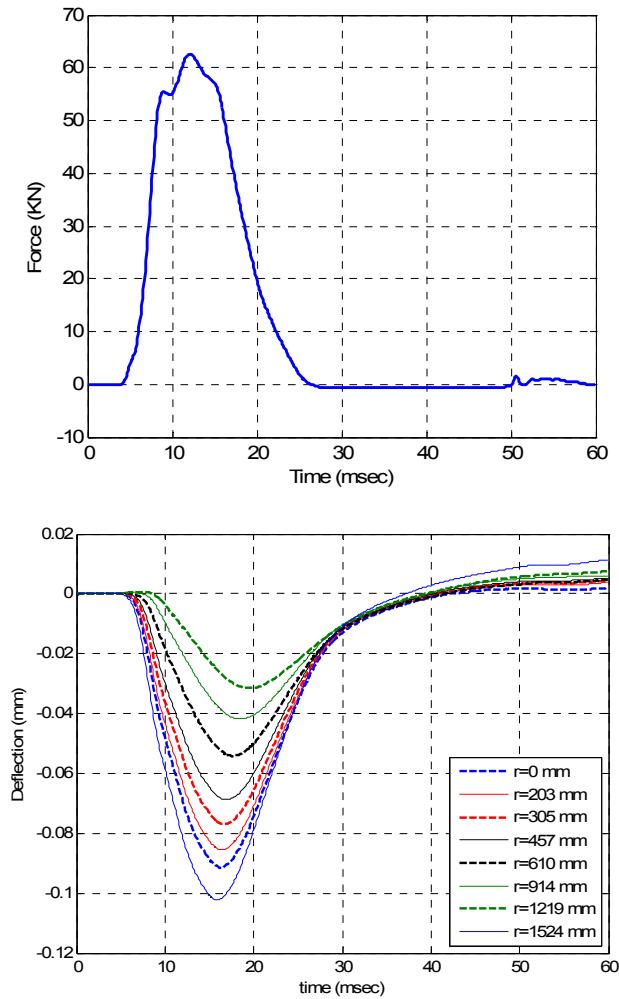 70
60
50
40
30
20
10
0
-10
Force (KN)
0 10 20 30 40 50 60
Time (msec)
0.02
0
-0.02
-0.04
-0.06
-0.08
-0.1
-0.12
Deflection (mm)
r=0 mm
r=203 mm
r=305 mm
r=457 mm
r=610 mm
r=914 mm
r=1219 mm
r=1524 mm
0 10 20 30 40 50 60
time (msec)